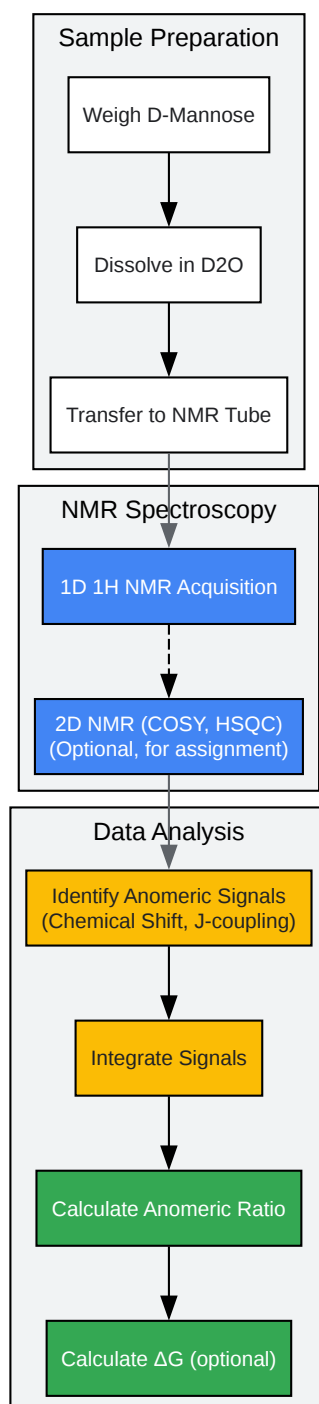 Sample Preparation
Weigh D-Mannose
Dissolve in D2O
Transfer to NMR Tube
NMR Spectroscopy
1D 1H NMR Acquisition
2D NMR (COSY, HSQC)
(Optional, for assignment)
Data Analysis
Identify Anomeric Signals
(Chemical Shift, J-coupling)
Integrate Signals
Calculate Anomeric Ratio
Calculate ΔG (optional)